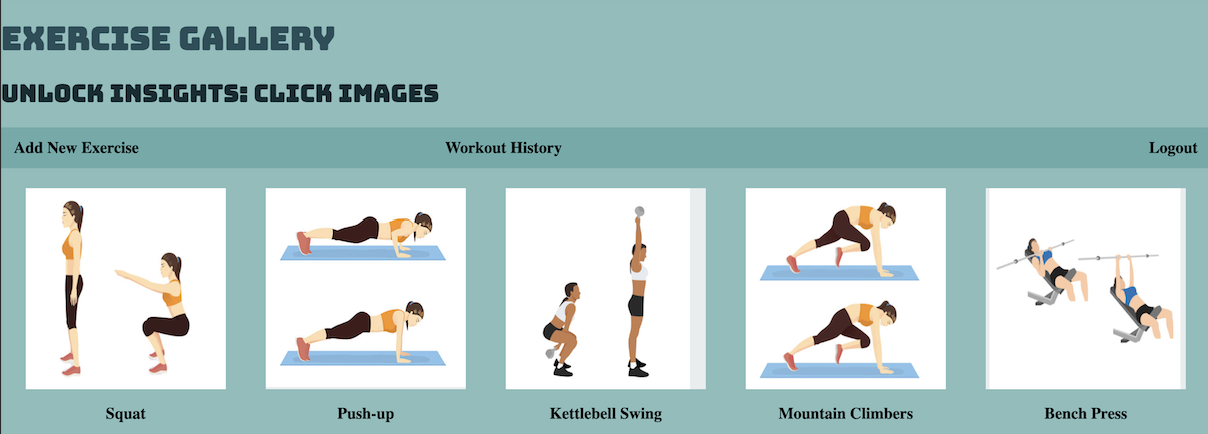 EXERCISE GALLERY
UNLOCK INSIGHTS: CLICK IMAGES
Add New Exercise Workout History Logout
Squat Push-up Kettlebell Swing Mountain Climbers Bench Press